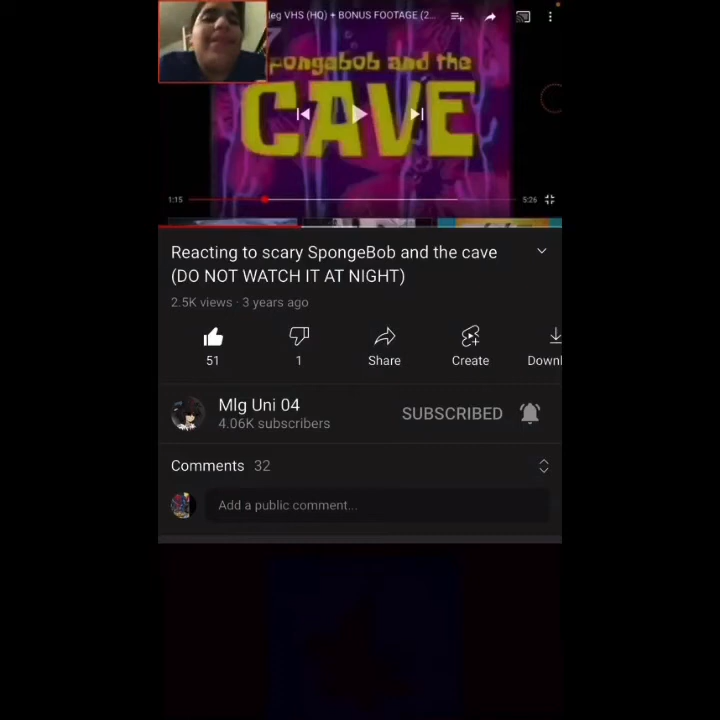 leg VHS (HQ) + BONUS FOOTAGE (2...
pongebob and the
CAVE
1:15
5:26
Reacting to scary SpongeBob and the cave
(DO NOT WATCH IT AT NIGHT)
2.5K views · 3 years ago
51
1
Share
Create
Downl
Mlg Uni 04
4.06K subscribers
SUBSCRIBED
Comments 32
Add a public comment...